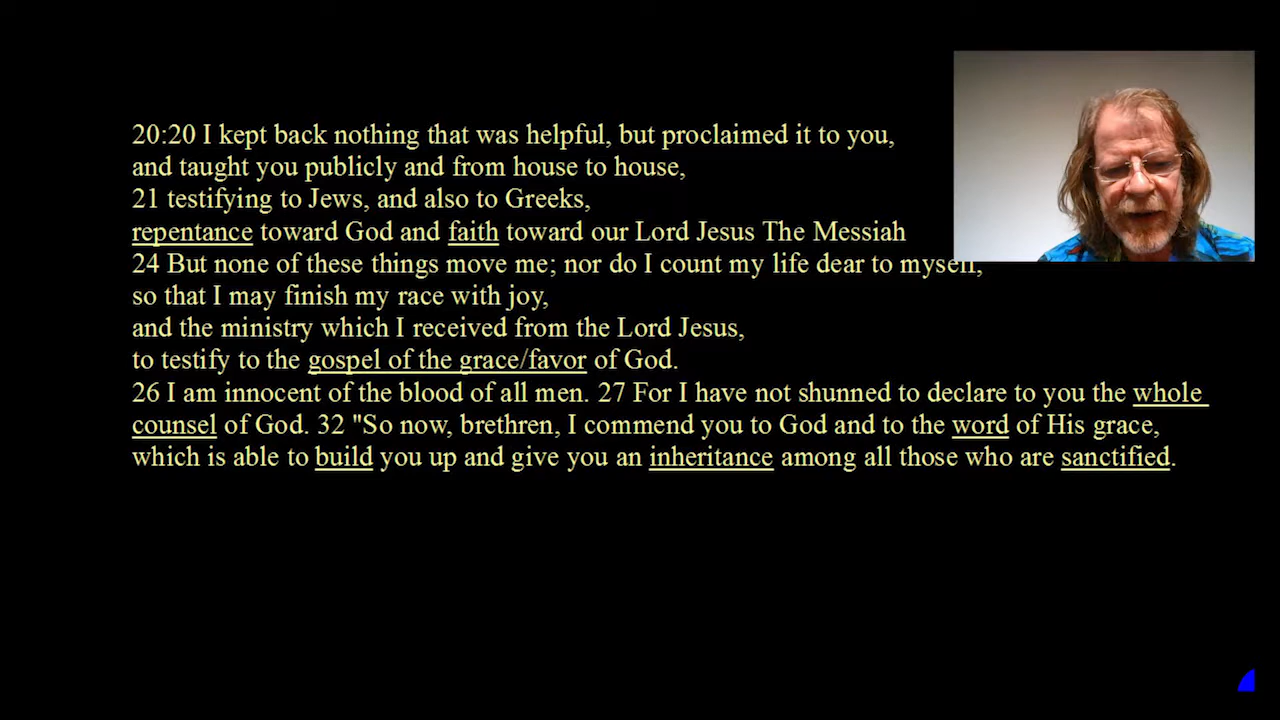 20:20 I kept back nothing that was helpful, but proclaimed it to you,
and taught you publicly and from house to house,
21 testifying to Jews, and also to Greeks,
repentance toward God and faith toward our Lord Jesus The Messiah
24 But none of these things move me; nor do I count my life dear to myself,
so that I may finish my race with joy,
and the ministry which I received from the Lord Jesus,
to testify to the gospel of the grace/favor of God.
26 I am innocent of the blood of all men. 27 For I have not shunned to declare to you the whole
counsel of God. 32 "So now, brethren, I commend you to God and to the word of His grace,
which is able to build you up and give you an inheritance among all those who are sanctified.